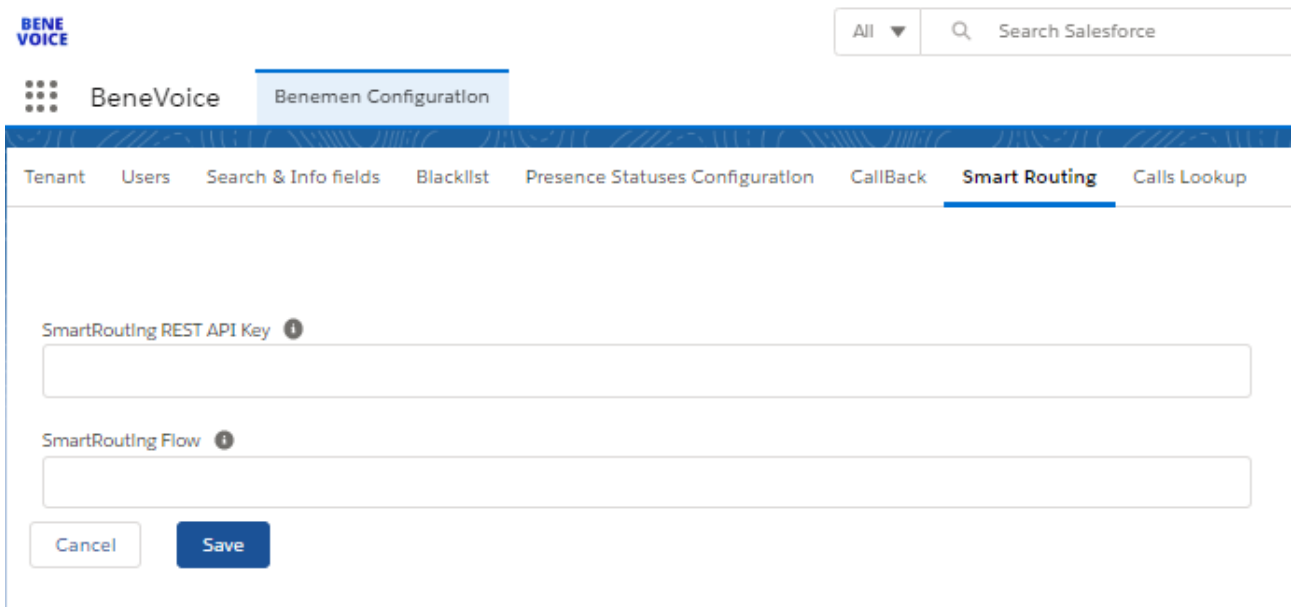 BENE
VOICE
All
Search Salesforce
BeneVoice
Benemen Configuration
Tenant Users Search & Info fields Blacklist Presence Statuses Configuration CallBack Smart Routing Calls Lookup
SmartRouting REST API Key
SmartRouting Flow
Cancel Save